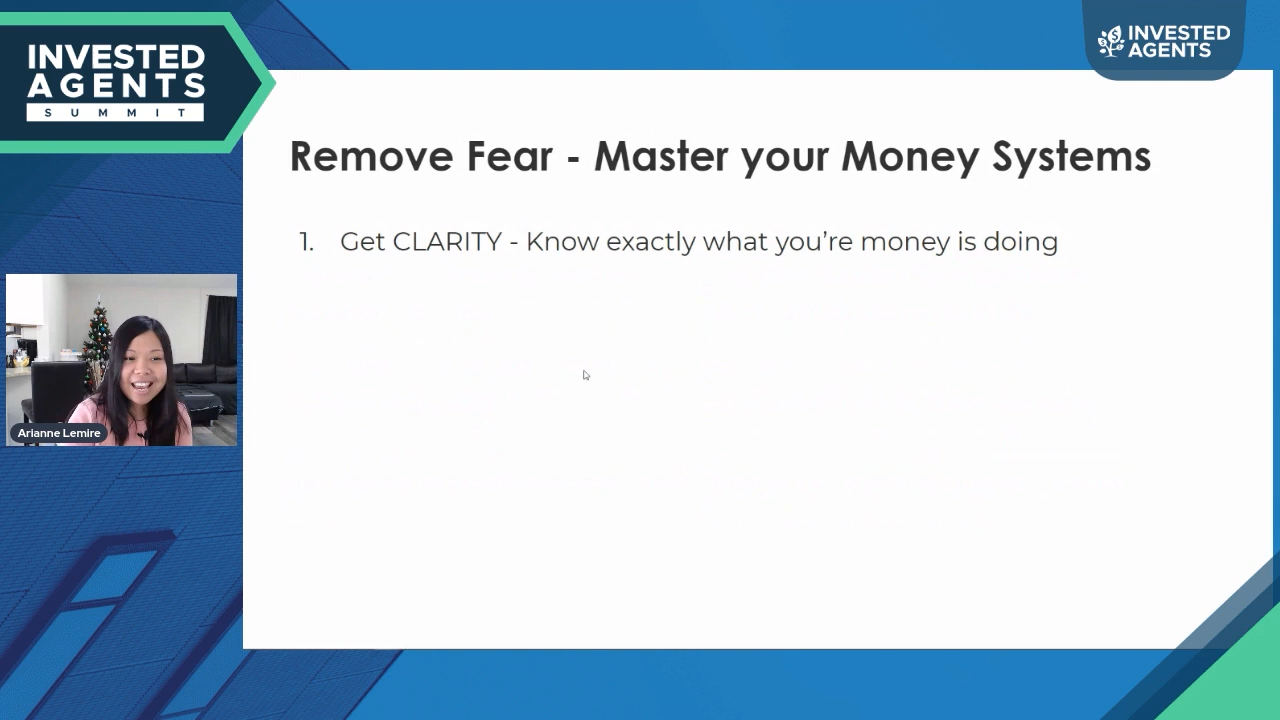 INVESTED
AGENTS
SUMMIT
INVESTED
AGENTS
Remove Fear - Master your Money Systems
1. Get CLARITY - Know exactly what you're money is doing
Arianne Lemire